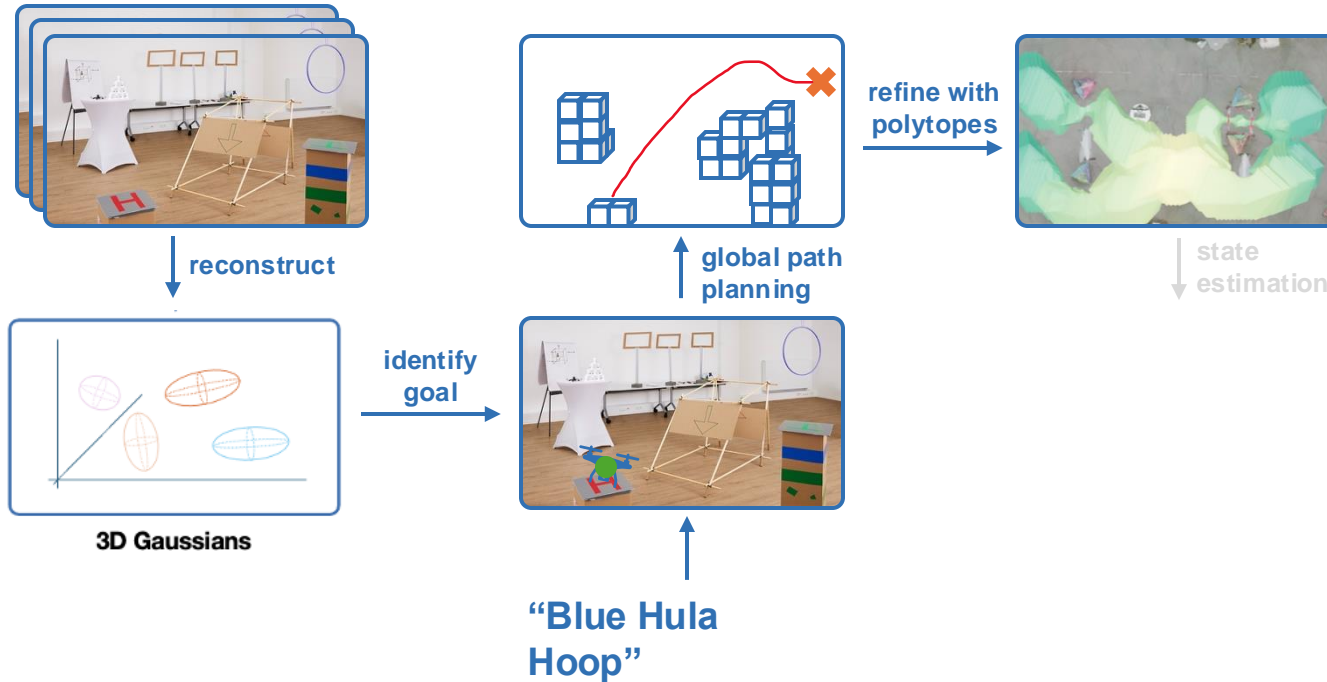 reconstruct
3D Gaussians
identify
goal
“Blue Hula
Hoop”
H
H
global path
planning
refine with
polytopes
state
estimation